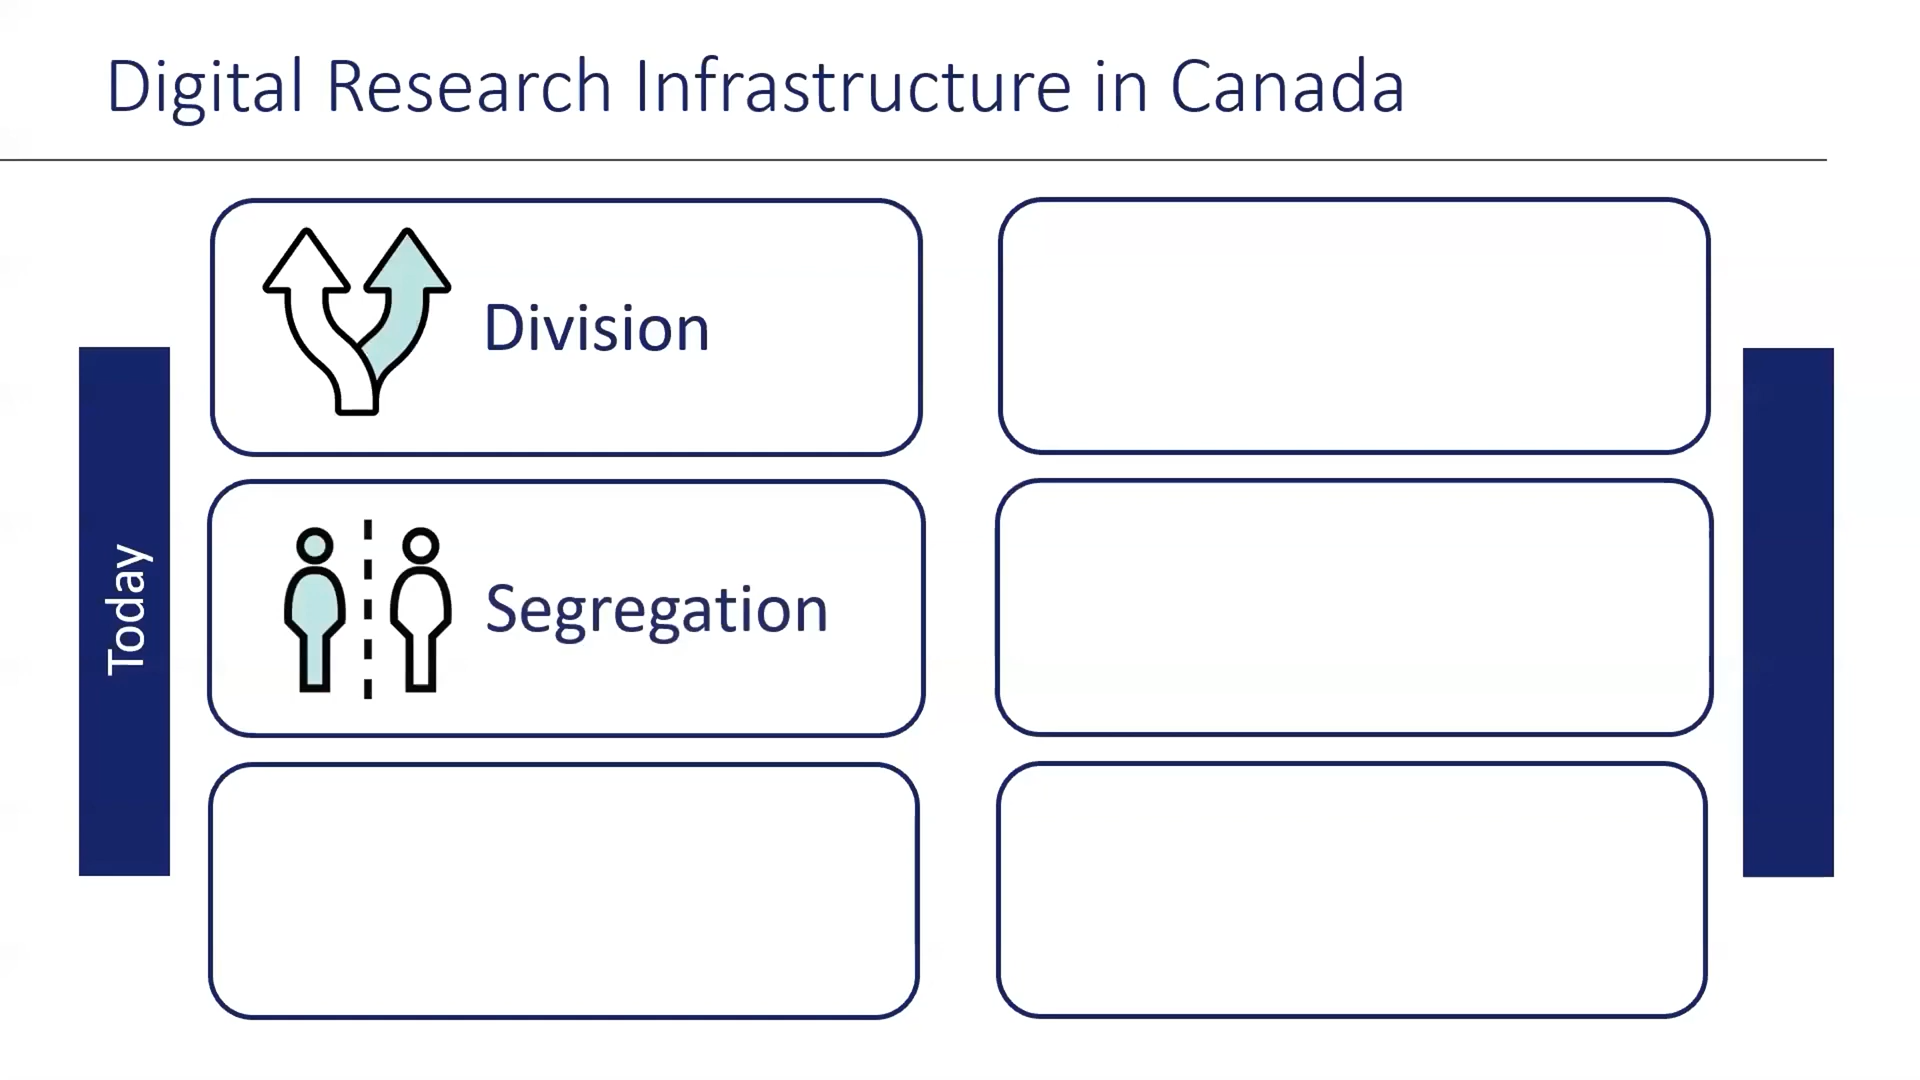 Digital Research Infrastructure in Canada
Division
Today
Segregation